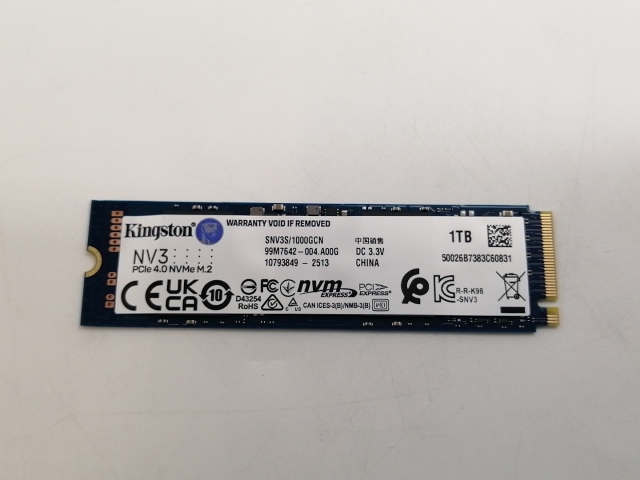 WARRANTY VOID IF REMOVED
Kingston
NV3
PCIe 4.0 NVMe M.2
SNV3S/1000GCN
99M7642-004.A00G
10793849 - 2513
中国销售
DC 3.3V
CHINA
1TB
50026B7383C60831
CE
UK
CA
10
D43254
RoHS
FC
nvm
EXPRESS
PCI
EXPRESS
CAN ICES-3(B)/NMB-3(B)
R-R-K98
-SNV3